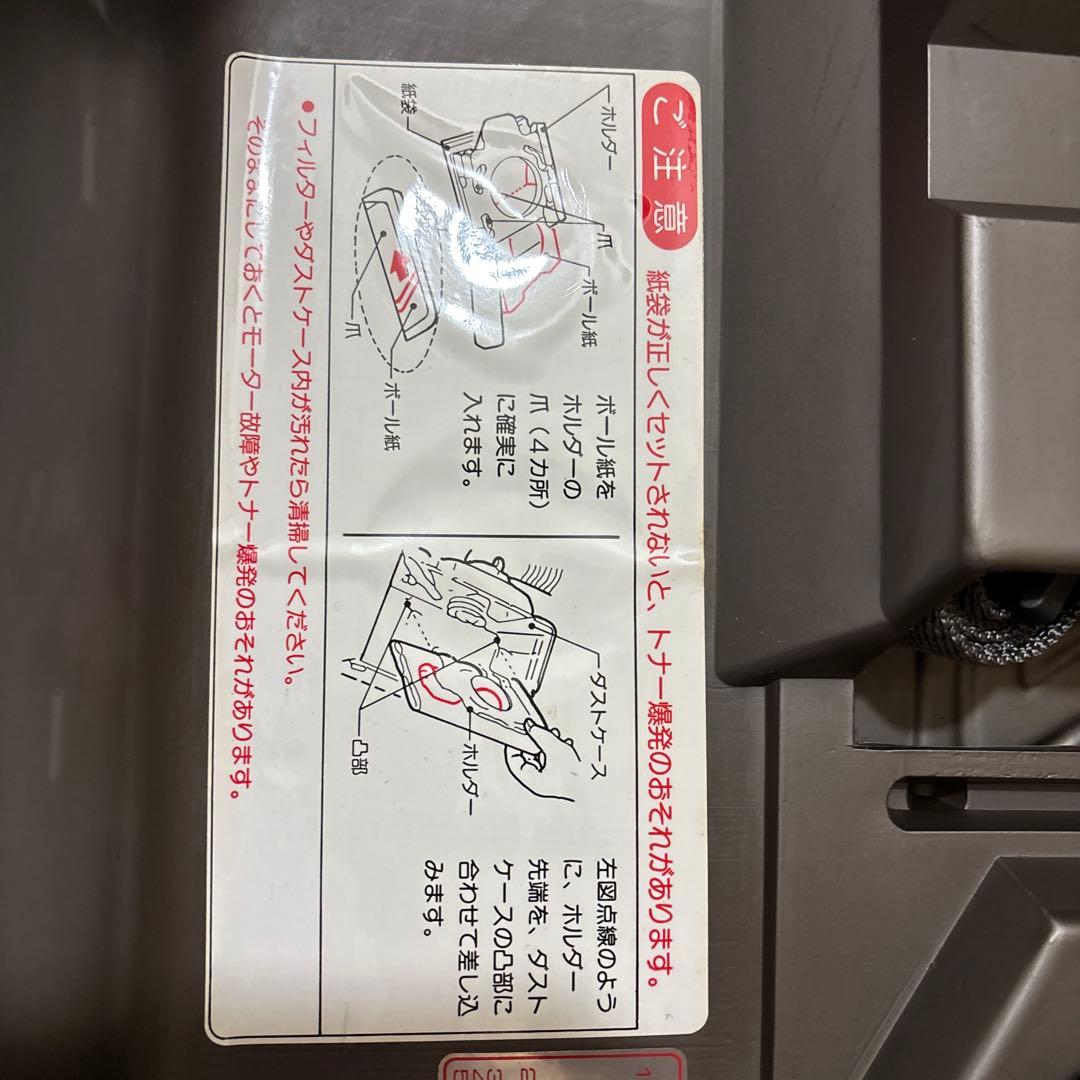 ご注意
紙袋が正しくセットされないと、トナー爆発のおそれがあります。
ホルダー
爪
ボール紙
紙袋
爪
ボール紙
ボール紙を
ホルダーの
爪(4カ所)
に確実に
入れます。
ダストケース
ホルダー
凸部
左図点線のよう
に、ホルダー
先端を、ダスト
ケースの凸部に
合わせて差し込
みます。
●フィルターやダストケース内が汚れたら清掃してください。
そのままにしておくとモーター故障やトナー爆発のおそれがあります。